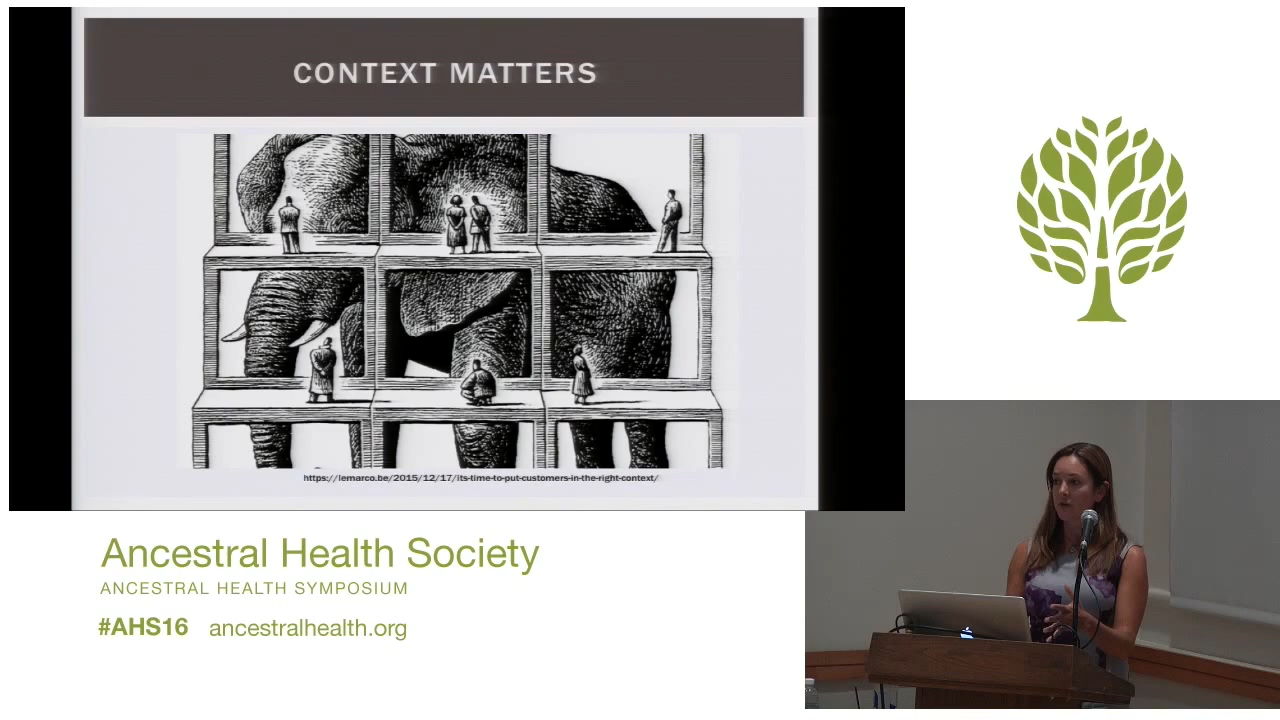 CONTEXT MATTERS
https://lemarco.be/2015/12/17/its-time-to-put-customers-in-the-right-context/
Ancestral Health Society
ANCESTRAL HEALTH SYMPOSIUM
#AHS16 ancestralhealth.org